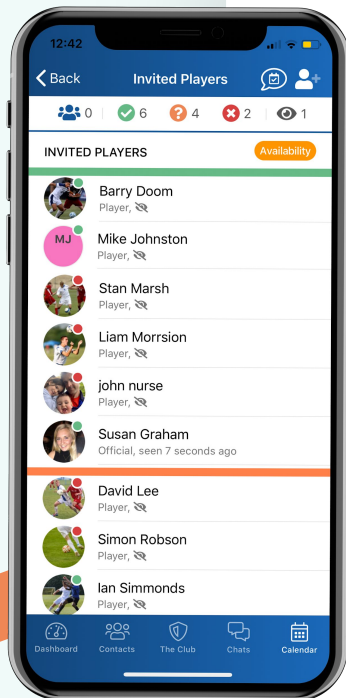 12:42
Back Invited Players
0 6 4 2 1
INVITED PLAYERS Availability
Barry Doom
Player,
MJ
Mike Johnston
Player,
Stan Marsh
Player,
Liam Morrsion
Player,
john nurse
Player,
Susan Graham
Official, seen 7 seconds ago
David Lee
Player,
Simon Robson
Player,
Ian Simmonds
Player,
Dashboard Contacts The Club Chats Calendar